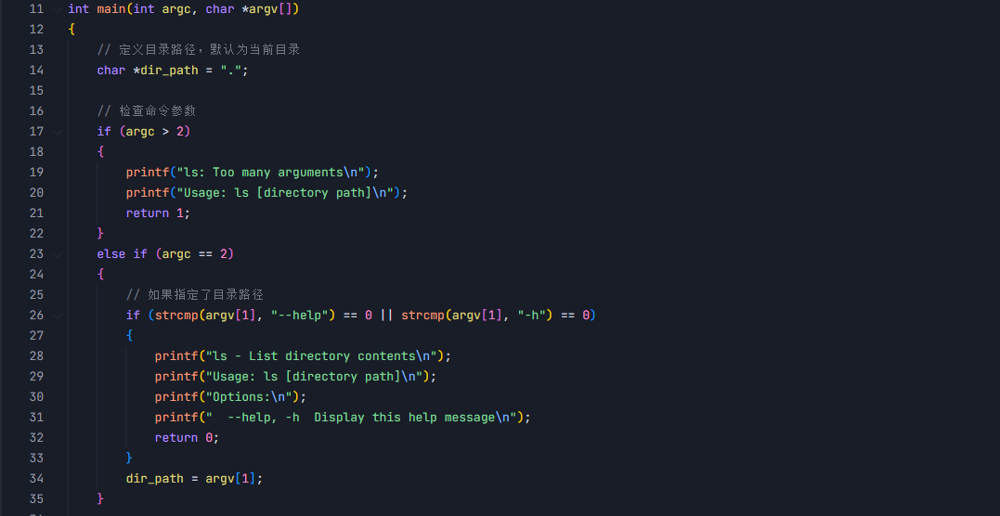 11 int main(int argc, char *argv[])
12 {
13     // 定义目录路径，默认为当前目录
14     char *dir_path = ".";
15
16     // 检查命令参数
17     if (argc > 2)
18     {
19         printf("ls: Too many arguments\n");
20         printf("Usage: ls [directory path]\n");
21         return 1;
22     }
23     else if (argc == 2)
24     {
25         // 如果指定了目录路径
26         if (strcmp(argv[1], "--help") == 0 || strcmp(argv[1], "-h") == 0)
27         {
28             printf("ls - List directory contents\n");
29             printf("Usage: ls [directory path]\n");
30             printf("Options:\n");
31             printf("  --help, -h  Display this help message\n");
32             return 0;
33         }
34         dir_path = argv[1];
35     }